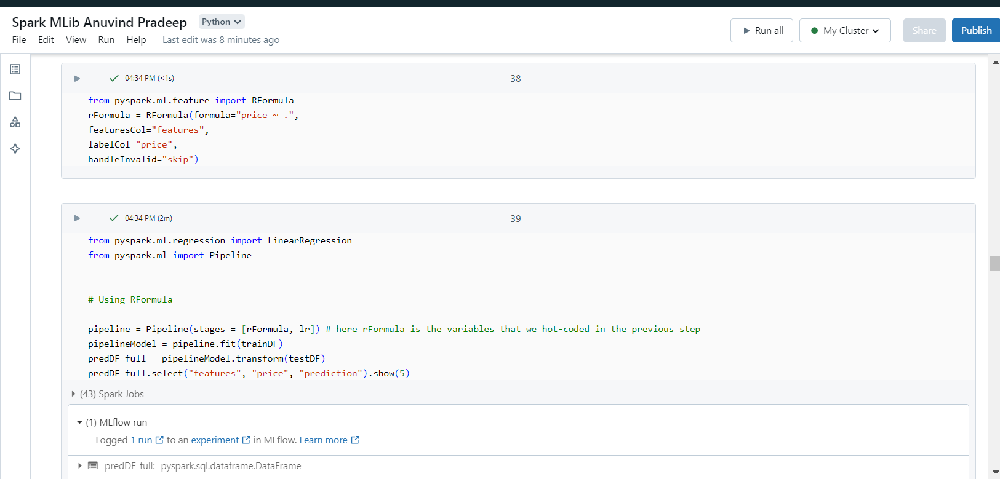 Spark MLib Anuvind Pradeep Python
File Edit View Run Help Last edit was 8 minutes ago
Run all My Cluster Share Publish
04:34 PM (<1s) 38
from pyspark.ml.feature import RFormula
rFormula = RFormula(formula="price ~ .",
featuresCol="features",
labelCol="price",
handleInvalid="skip")
04:34 PM (2m) 39
from pyspark.ml.regression import LinearRegression
from pyspark.ml import Pipeline
# Using RFormula
pipeline = Pipeline(stages = [rFormula, lr]) # here rFormula is the variables that we hot-coded in the previous step
pipelineModel = pipeline.fit(trainDF)
predDF_full = pipelineModel.transform(testDF)
predDF_full.select("features", "price", "prediction").show(5)
(43) Spark Jobs
(1) MLflow run
Logged 1 run to an experiment in MLflow. Learn more
predDF_full: pyspark.sql.dataframe.DataFrame